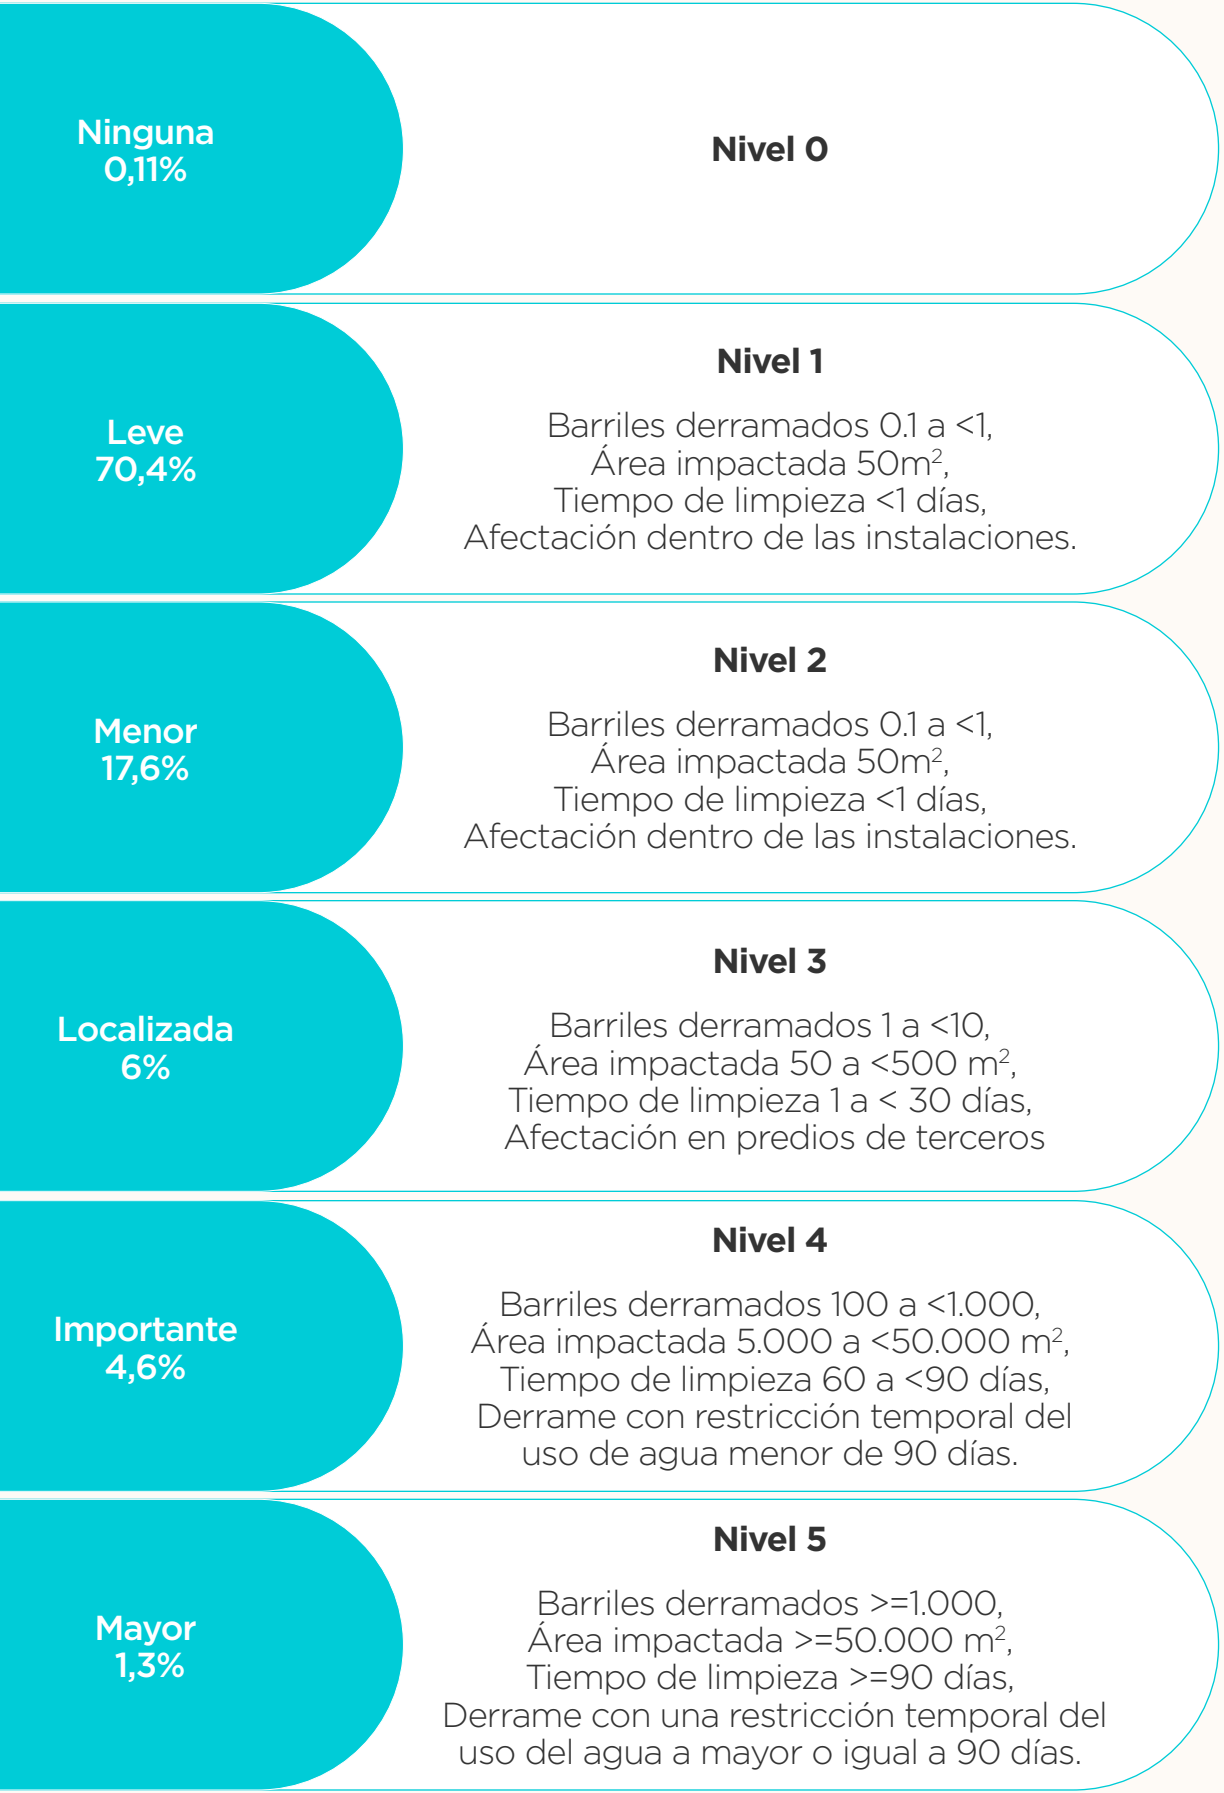 Ninguna
0,11%
Nivel 0
Leve
70,4%
Nivel 1
Barriles derramados 0.1 a <1,
Área impactada 50m²,
Tiempo de limpieza <1 días,
Afectación dentro de las instalaciones.
Menor
17,6%
Nivel 2
Barriles derramados 0.1 a <1,
Área impactada 50m²,
Tiempo de limpieza <1 días,
Afectación dentro de las instalaciones.
Localizada
6%
Nivel 3
Barriles derramados 1 a <10,
Área impactada 50 a <500 m²,
Tiempo de limpieza 1 a < 30 días,
Afectación en predios de terceros
Importante
4,6%
Nivel 4
Barriles derramados 100 a <1.000,
Área impactada 5.000 a <50.000 m²,
Tiempo de limpieza 60 a <90 días,
Derrame con restricción temporal del
uso de agua menor de 90 días.
Mayor
1,3%
Nivel 5
Barriles derramados >=1.000,
Área impactada >=50.000 m²,
Tiempo de limpieza >=90 días,
Derrame con una restricción temporal del
uso del agua a mayor o igual a 90 días.